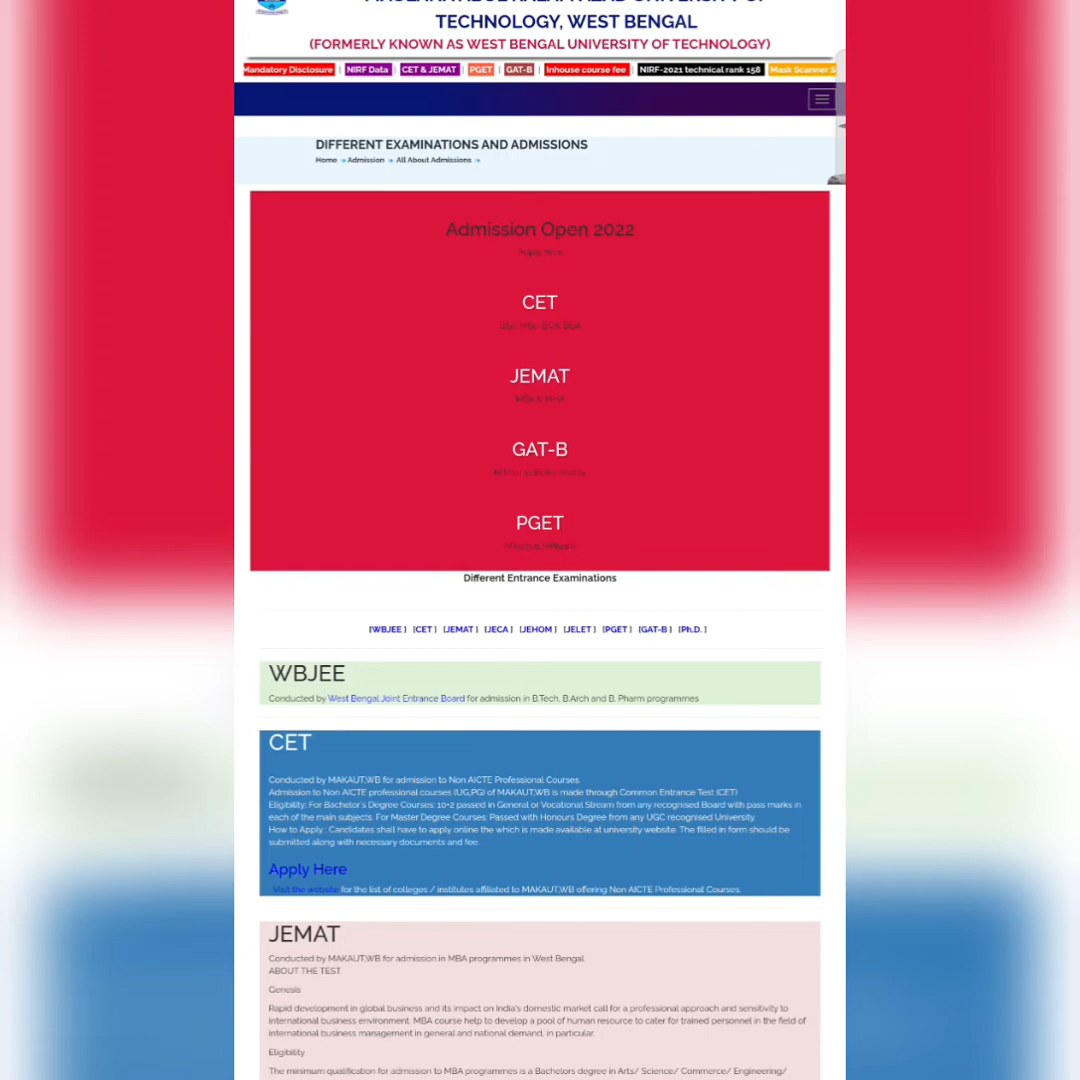 TECHNOLOGY, WEST BENGAL
(FORMERLY KNOWN AS WEST BENGAL UNIVERSITY OF TECHNOLOGY)
Mandatory Disclosure | NIRF Data | CET & JEMAT | PGET | GAT-B | Inhouse course fee | NIRF-2021 technical rank 158 Mask Scanner S
DIFFERENT EXAMINATIONS AND ADMISSIONS
Home Admission All About Admissions
Admission Open 2022
Apply Now
CET
JEMAT
GAT-B
PGET
Different Entrance Examinations
[WBJEE ] [CET ] [JEMAT ] [JECA ] [JEHOM ] [JELET ] [PGET ] [GAT-B ] [Ph.D. ]
WBJEE
Conducted by West Bengal Joint Entrance Board for admission in B.Tech, B.Arch and B. Pharm programmes
CET
Conducted by MAKAUT,WB for admission to Non AICTE Professional Courses
Admission to Non AICTE professional courses (UG,PG) of MAKAUT,WB is made through Common Entrance Test (CET)
Eligibility: For Bachelor's Degree Courses: 10+2 passed in General or Vocational Stream from any recognised Board with pass marks in
each of the main subjects. For Master Degree Courses: Passed with Honours Degree from any UGC recognised University.
How to Apply : Candidates shall have to apply online the which is made available at university website. The filled in form should be
submitted along with necessary documents and fee.
Apply Here
Visit the website for the list of colleges / institutes affiliated to MAKAUT,WB offering Non AICTE Professional Courses.
JEMAT
Conducted by MAKAUT,WB for admission in MBA programmes in West Bengal
ABOUT THE TEST
Genesis
Rapid development in global business and its impact on India's domestic market call for a professional approach and sensitivity to
international business environment. MBA course help to develop a pool of human resource to cater for trained personnel in the field of
international business management in general and national demand, in particular.
Eligibility
The minimum qualification for admission to MBA programmes is a Bachelors degree in Arts/ Science/ Commerce/ Engineering/